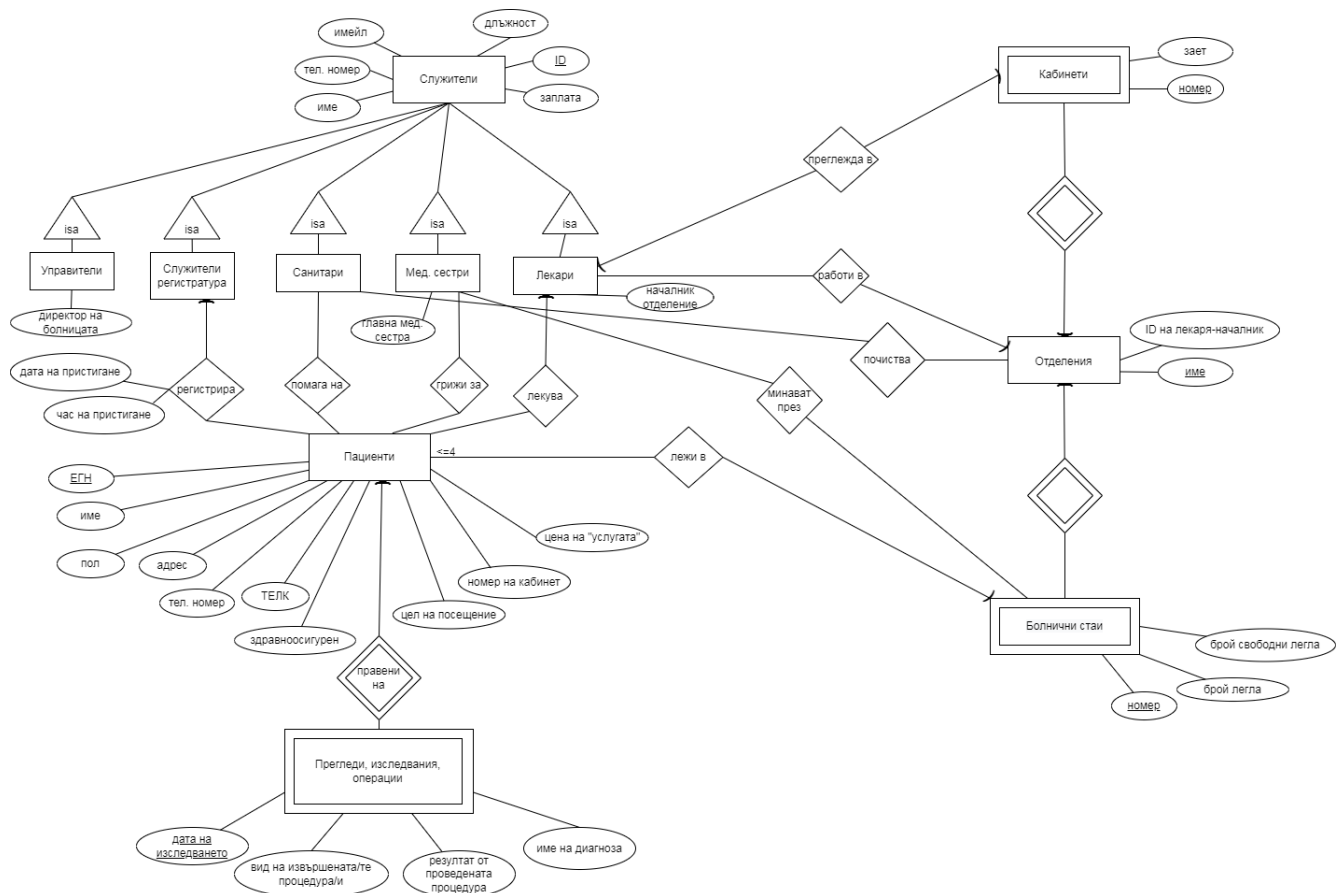 имейл
длъжност
тел. номер
Служители
ID
име
заплата
зает
Кабинети
номер
преглежда в
isa
isa
isa
isa
isa
Управители
Служители
регистратура
Санитари
Мед. сестри
Лекари
работи в
директор на
болницата
главна мед.
сестра
началник
отделение
дата на пристигане
час на пристигане
регистрира
помага на
грижи за
лекува
почиства
минават
през
Отделения
ID на лекаря-началник
име
Пациенти
<=4
лежи в
ЕГН
име
пол
адрес
тел. номер
ТЕЛК
здравноосигурен
цел на посещение
номер на кабинет
цена на "услугата"
Болнични стаи
брой свободни легла
брой легла
номер
правени
на
Прегледи, изследвания,
операции
дата на
изследването
вид на извършената/те
процедура/и
резултат от
проведената
процедура
име на диагноза